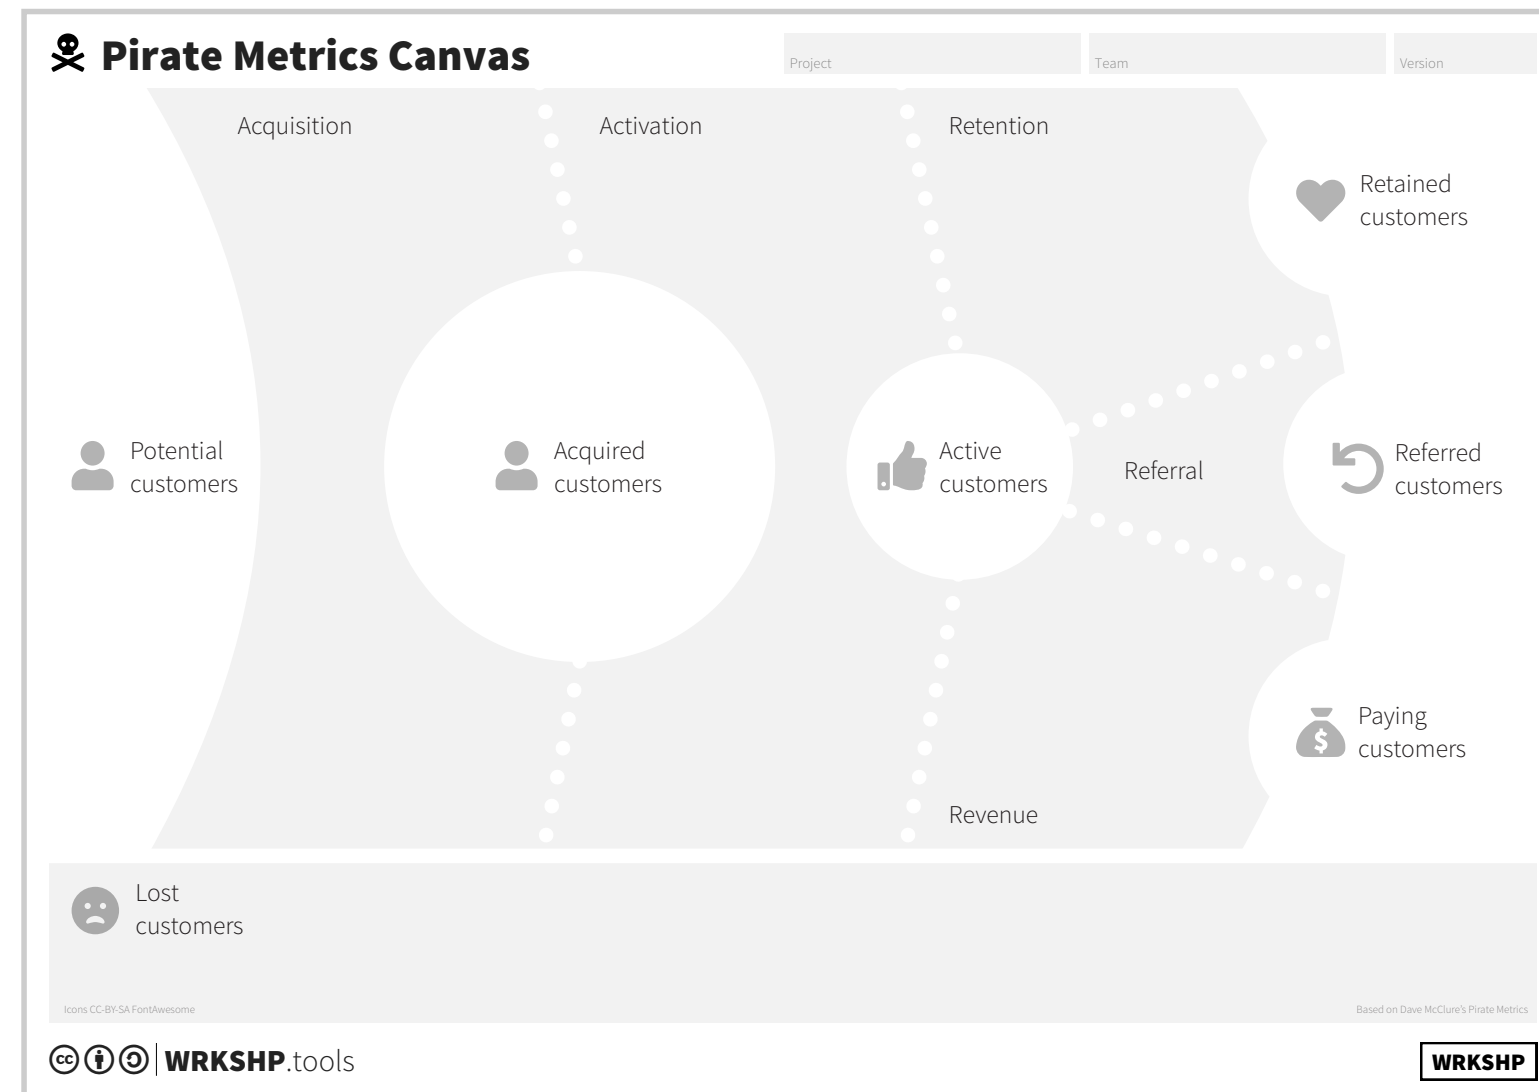 Pirate Metrics Canvas
Project
Team
Version
Acquisition
Activation
Retention
Retained
customers
Potential
customers
Acquired
customers
Active
customers
Referral
Referred
customers
Paying
customers
$
Revenue
Lost
customers
Icons CC-BY-SA FontAwesome
Based on Dave McClure's Pirate Metrics
cc
WRKSHP.tools
WRKSHP